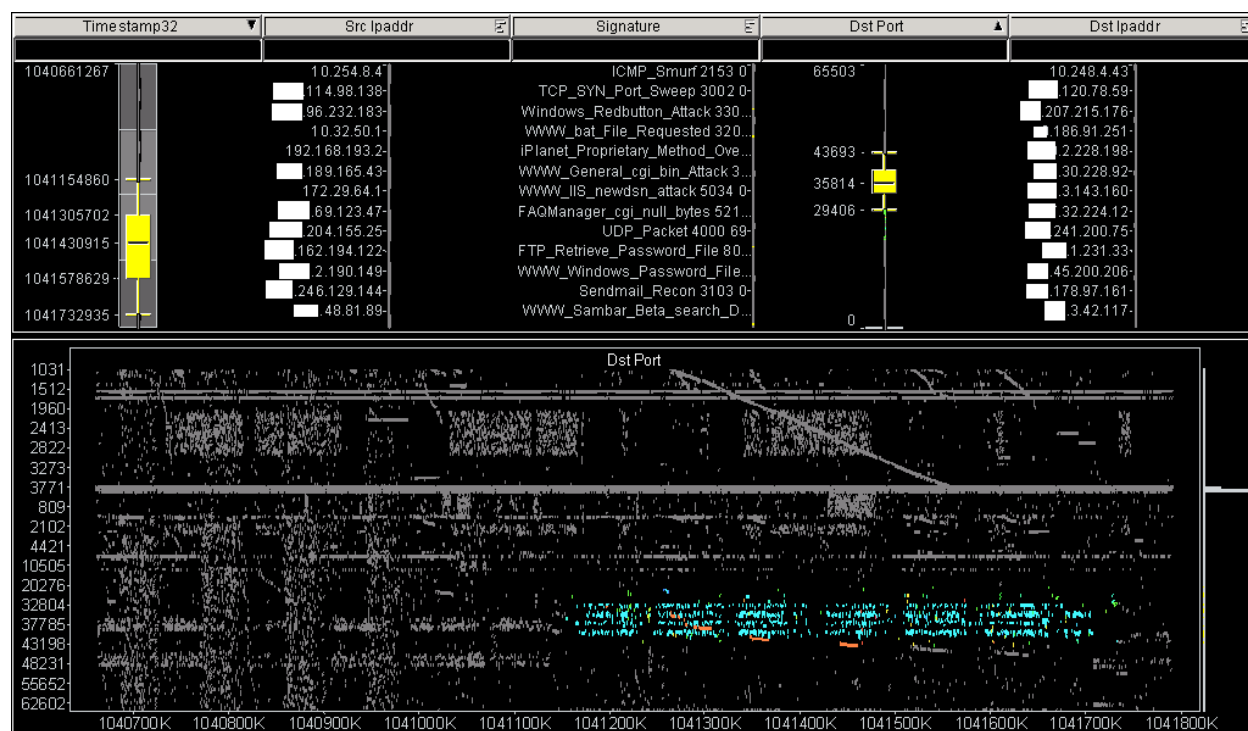 Timestamp32 Src Ipaddr Signature Dst Port Dst Ipaddr
1040661267 10.254.8.4 ICMP_Smurf 2153 0 65503 10.248.4.43
.114.98.138 TCP_SYN_Port_Sweep 3002 0 .120.78.59
.96.232.183 Windows_Redbutton_Attack 330... .207.215.176
10.32.50.1 WWW_bat_File_Requested 320... .186.91.251
192.168.193.2 iPlanet_Proprietary_Method_Ove... 43693 .2.228.198
1041154860 .189.165.43 WWW_General_cgi_bin_Attack 3... 35814 .30.228.92
172.29.64.1 WWW_IIS_newdsn_attack 5034 0 .3.143.160
1041305702 .69.123.47 FAQManager_cgi_null_bytes 521... 29406 .32.224.12
.204.155.25 UDP_Packet 4000 69 .241.200.75
1041430915 .162.194.122 FTP_Retrieve_Password_File 80... .1.231.33
1041578629 .2.190.149 WWW_Windows_Password_File... .45.200.206
.246.129.144 Sendmail_Recon 3103 0 .178.97.161
1041732935 .48.81.89 WWW_Sambar_Beta_search_D... 0 .3.42.117
Dst Port
1031
1512
1960
2413
2822
3273
3771
809
2102
4421
10505
20276
32804
37785
43198
48231
55652
62602
1040700K 1040800K 1040900K 1041000K 1041100K 1041200K 1041300K 1041400K 1041500K 1041600K 1041700K 1041800K